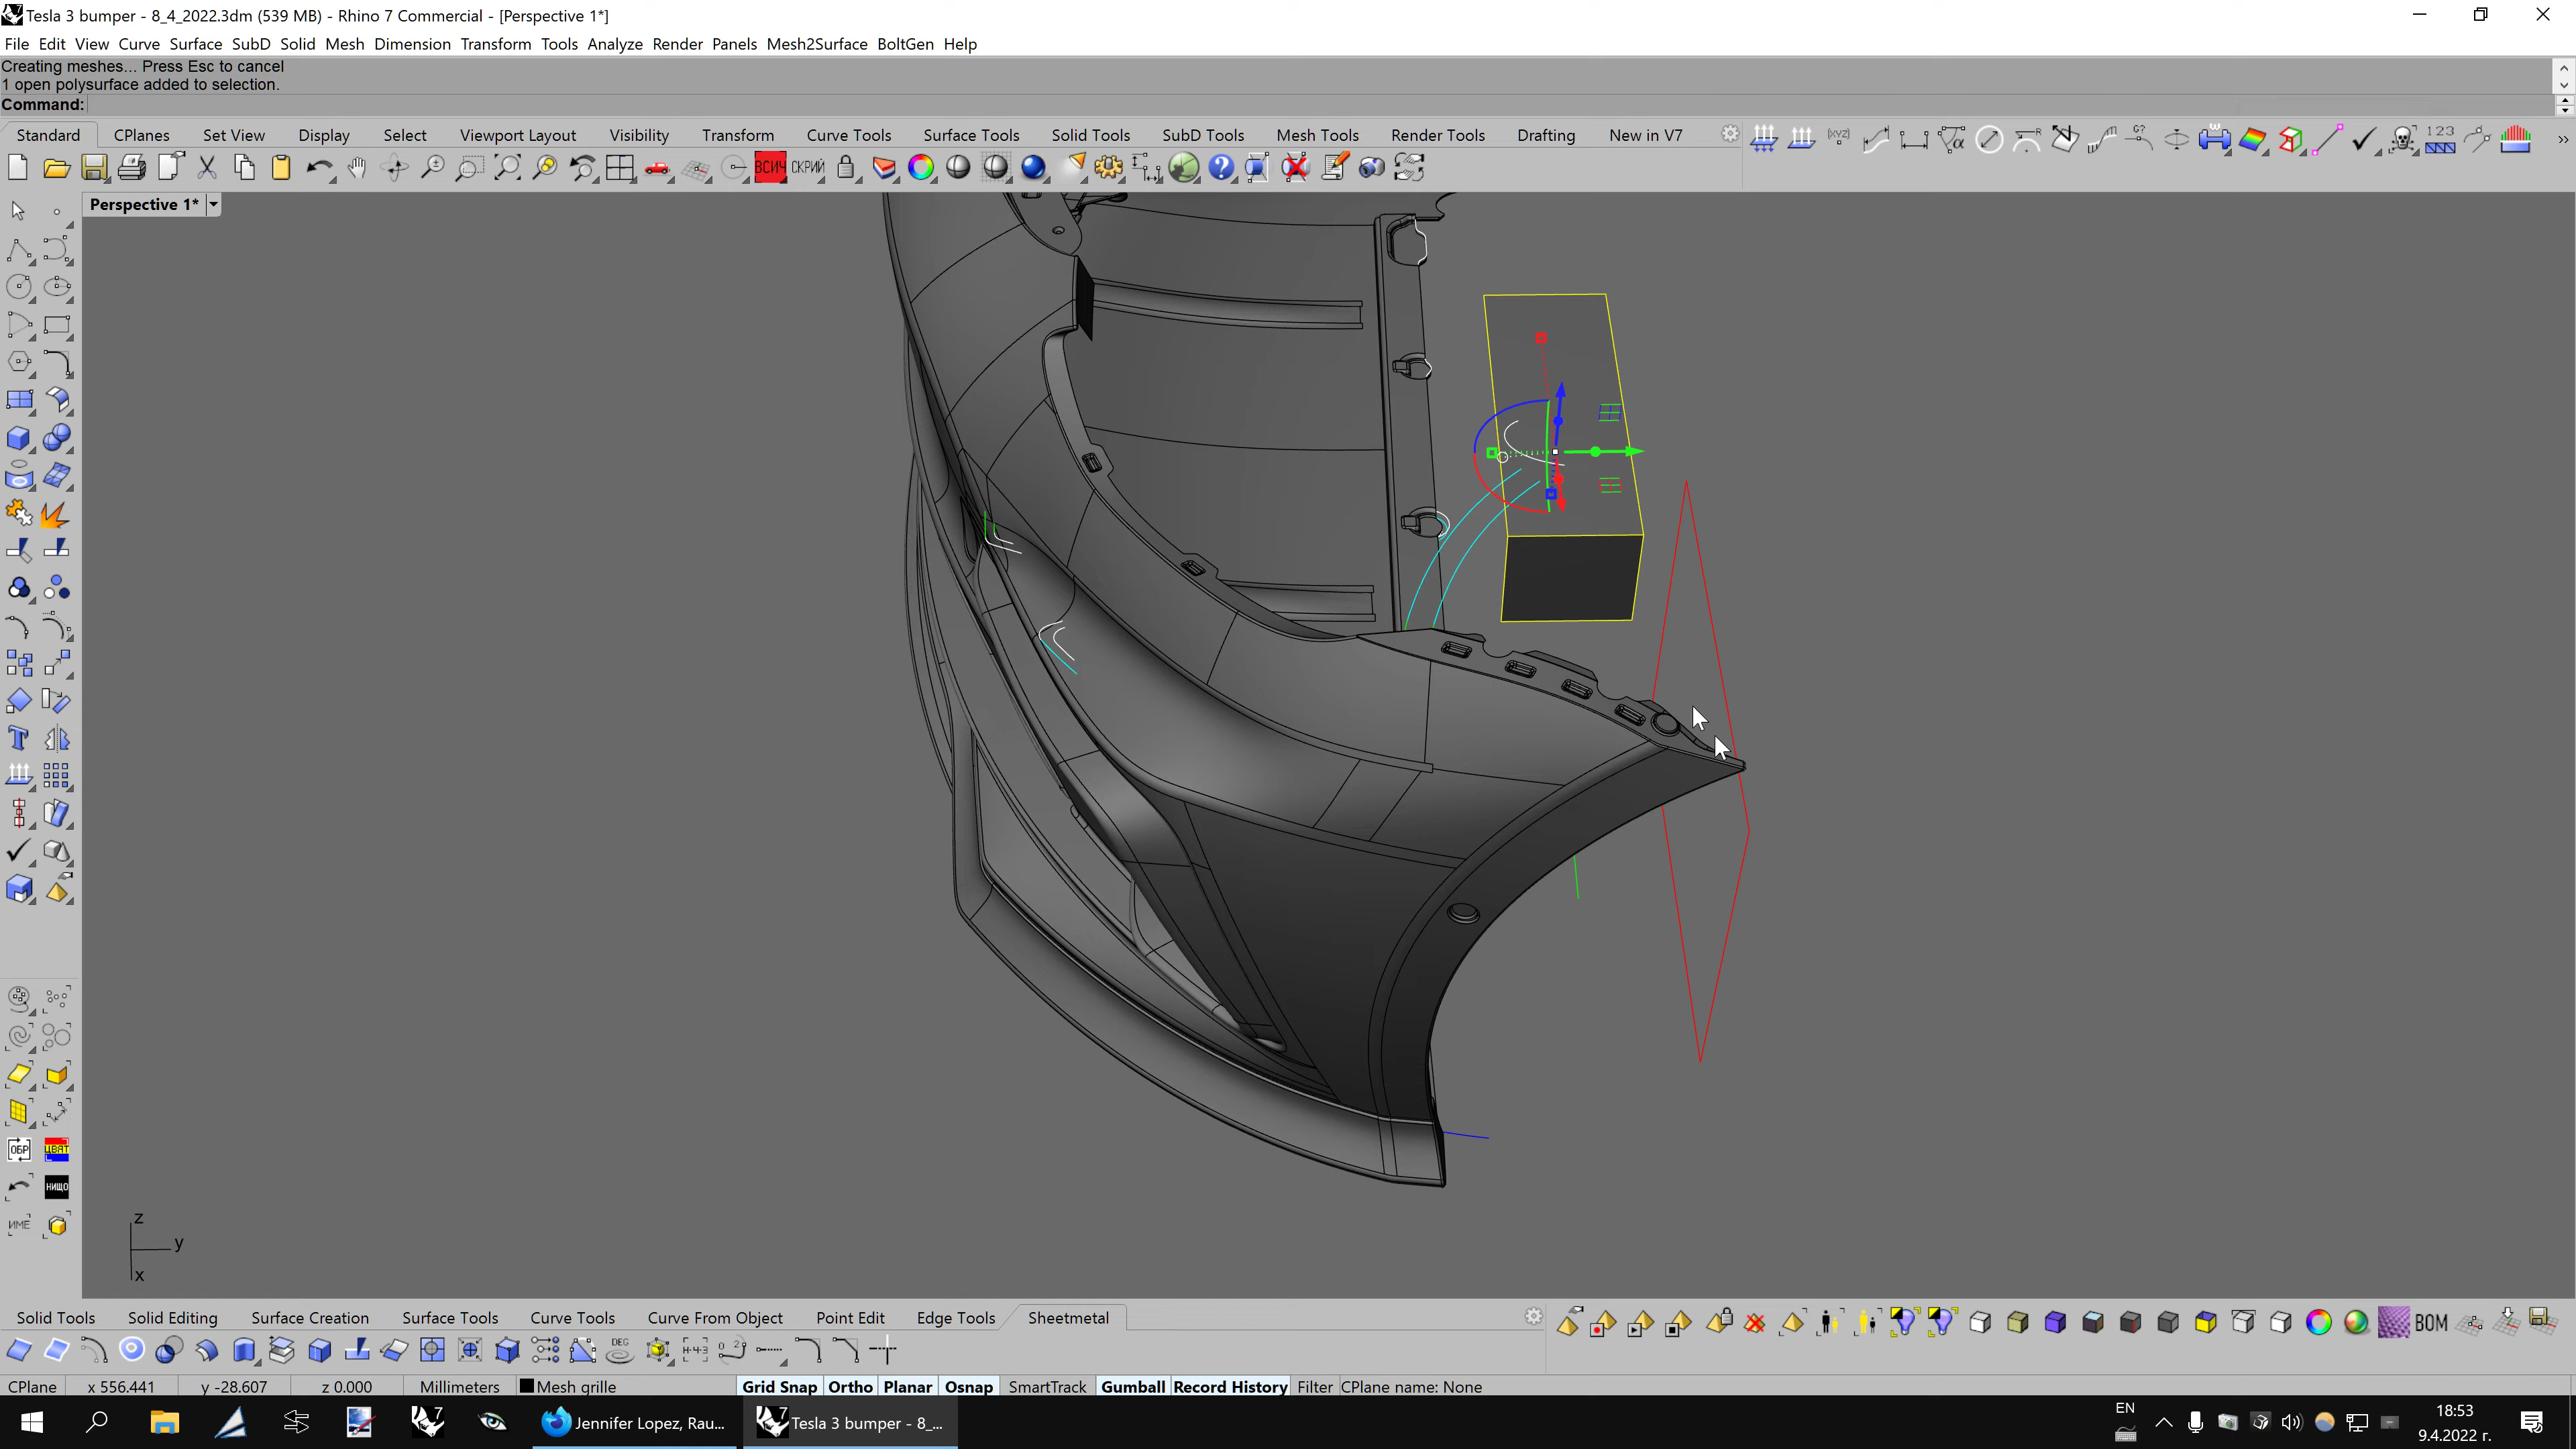 Tesla 3 bumper - 8_4_2022.3dm (539 MB) - Rhino 7 Commercial - [Perspective 1*]
File Edit View Curve Surface SubD Solid Mesh Dimension Transform Tools Analyze Render Panels Mesh2Surface BoltGen Help
Creating meshes... Press Esc to cancel
1 open polysurface added to selection.
Command:
Standard CPlanes Set View Display Select Viewport Layout Visibility Transform Curve Tools Surface Tools Solid Tools SubD Tools Mesh Tools Render Tools Drafting New in V7
ВСИЧ СКРИЙ
Perspective 1*
ОБР ЦВЯТ
НИЩО
ИМЕ
z
y
x
Solid Tools Solid Editing Surface Creation Surface Tools Curve Tools Curve From Object Point Edit Edge Tools Sheetmetal
BOM
DEG
CPlane x 556.441 y -28.607 z 0.000 Millimeters Mesh grille Grid Snap Ortho Planar Osnap SmartTrack Gumball Record History Filter CPlane name: None
Jennifer Lopez, Rau... Tesla 3 bumper - 8_...
EN
18:53
9.4.2022 г.